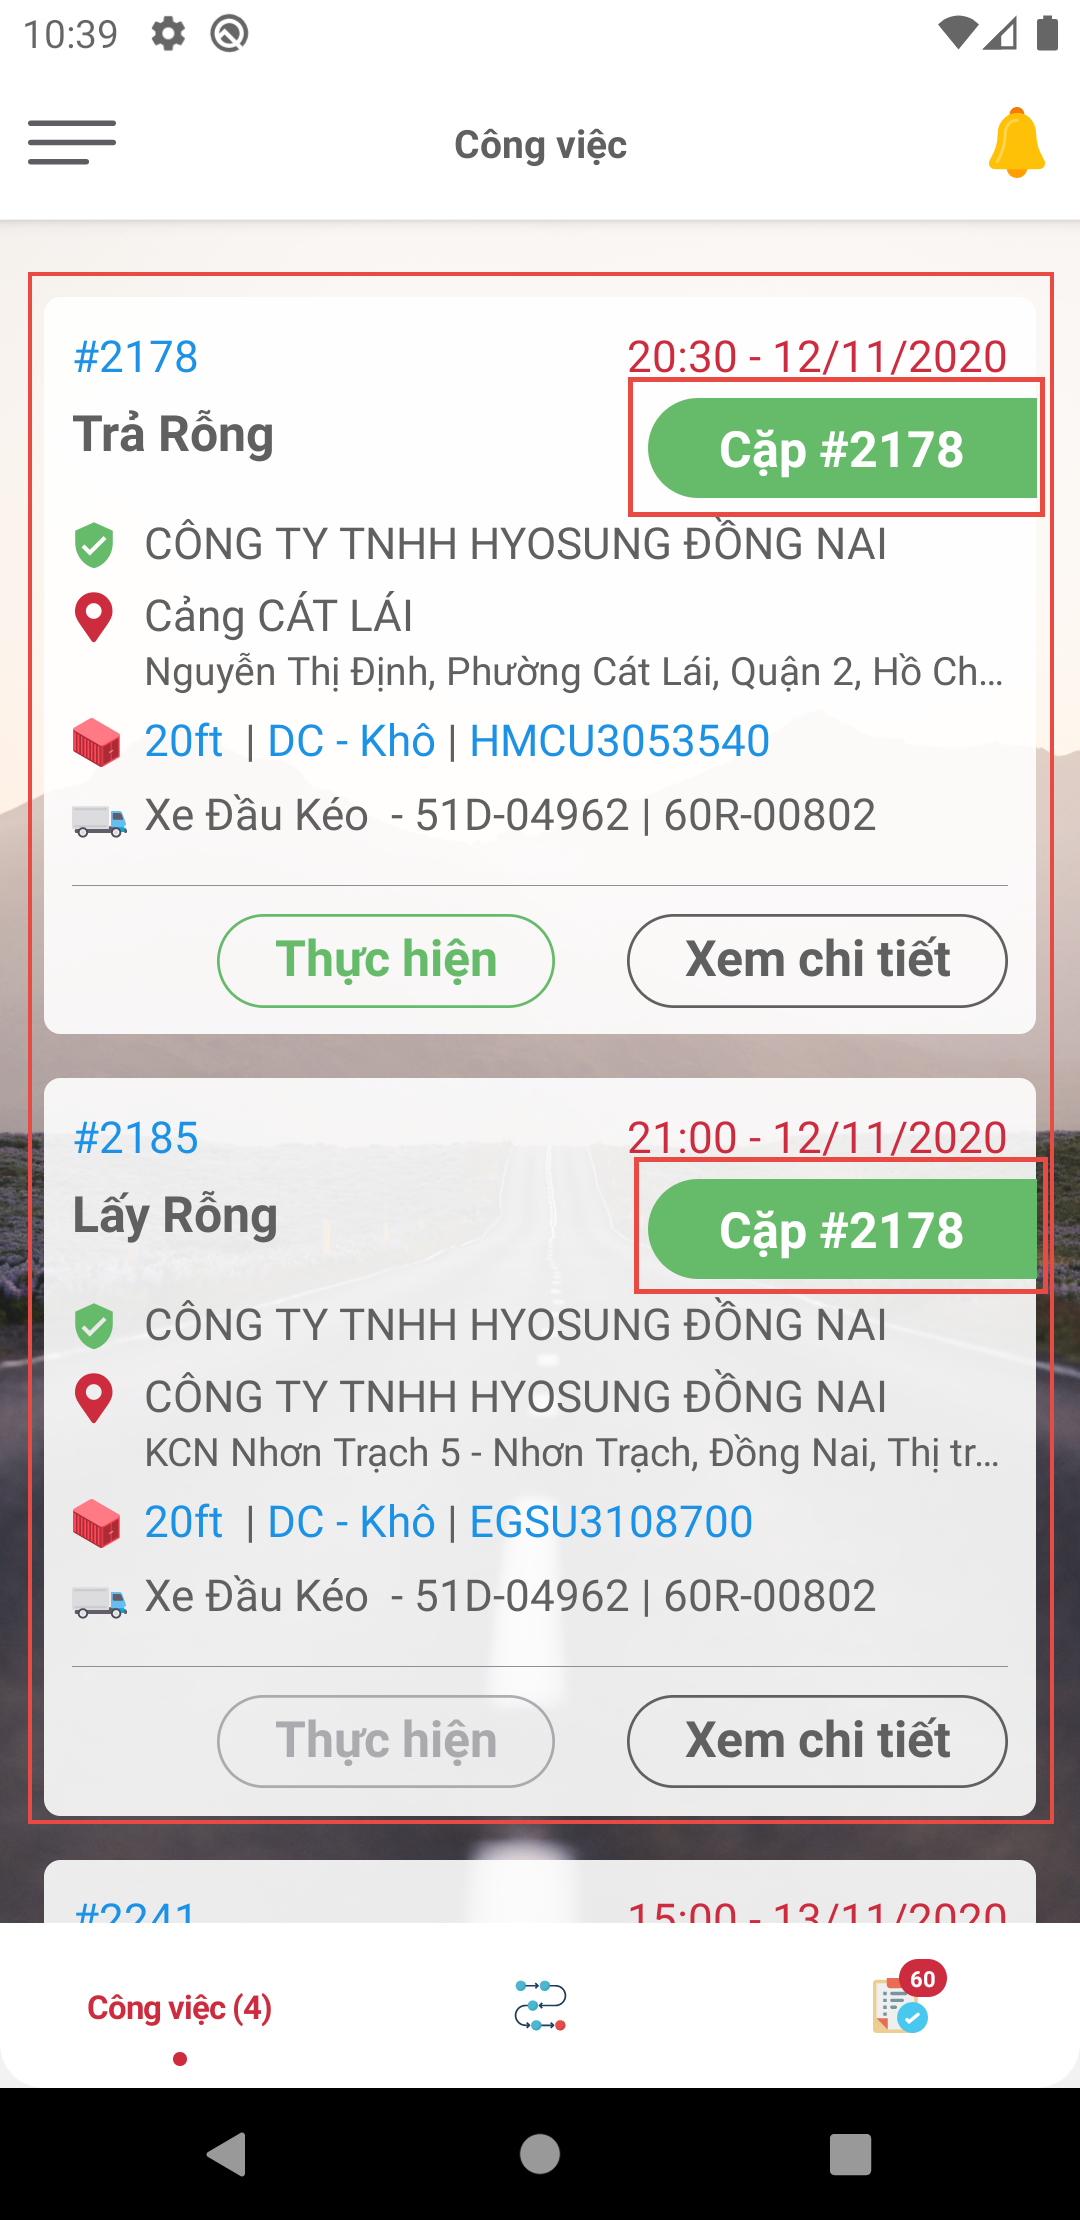 10:39
Công việc
#2178
20:30 - 12/11/2020
Trả Rỗng
Cặp #2178
CÔNG TY TNHH HYOSUNG ĐỒNG NAI
Cảng CÁT LÁI
Nguyễn Thị Định, Phường Cát Lái, Quận 2, Hồ Ch...
20ft | DC - Khô | HMCU3053540
Xe Đầu Kéo - 51D-04962 | 60R-00802
Thực hiện
Xem chi tiết
#2185
21:00 - 12/11/2020
Lấy Rỗng
Cặp #2178
CÔNG TY TNHH HYOSUNG ĐỒNG NAI
CÔNG TY TNHH HYOSUNG ĐỒNG NAI
KCN Nhơn Trạch 5 - Nhơn Trạch, Đồng Nai, Thị tr...
20ft | DC - Khô | EGSU3108700
Xe Đầu Kéo - 51D-04962 | 60R-00802
Thực hiện
Xem chi tiết
#2241
15:00 - 13/11/2020
Công việc (4)
60